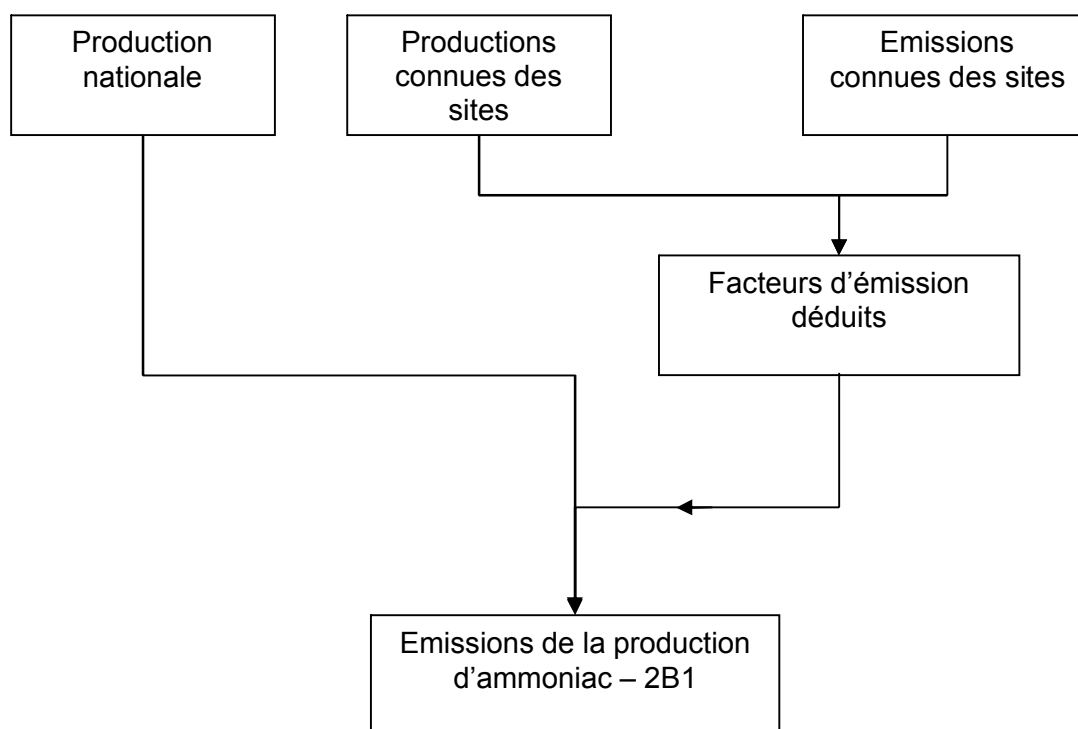 Production
nationale
Productions
connues des
sites
Emissions
connues des sites
Facteurs d’émission
déduits
Emissions de la production
d’ammoniac – 2B1